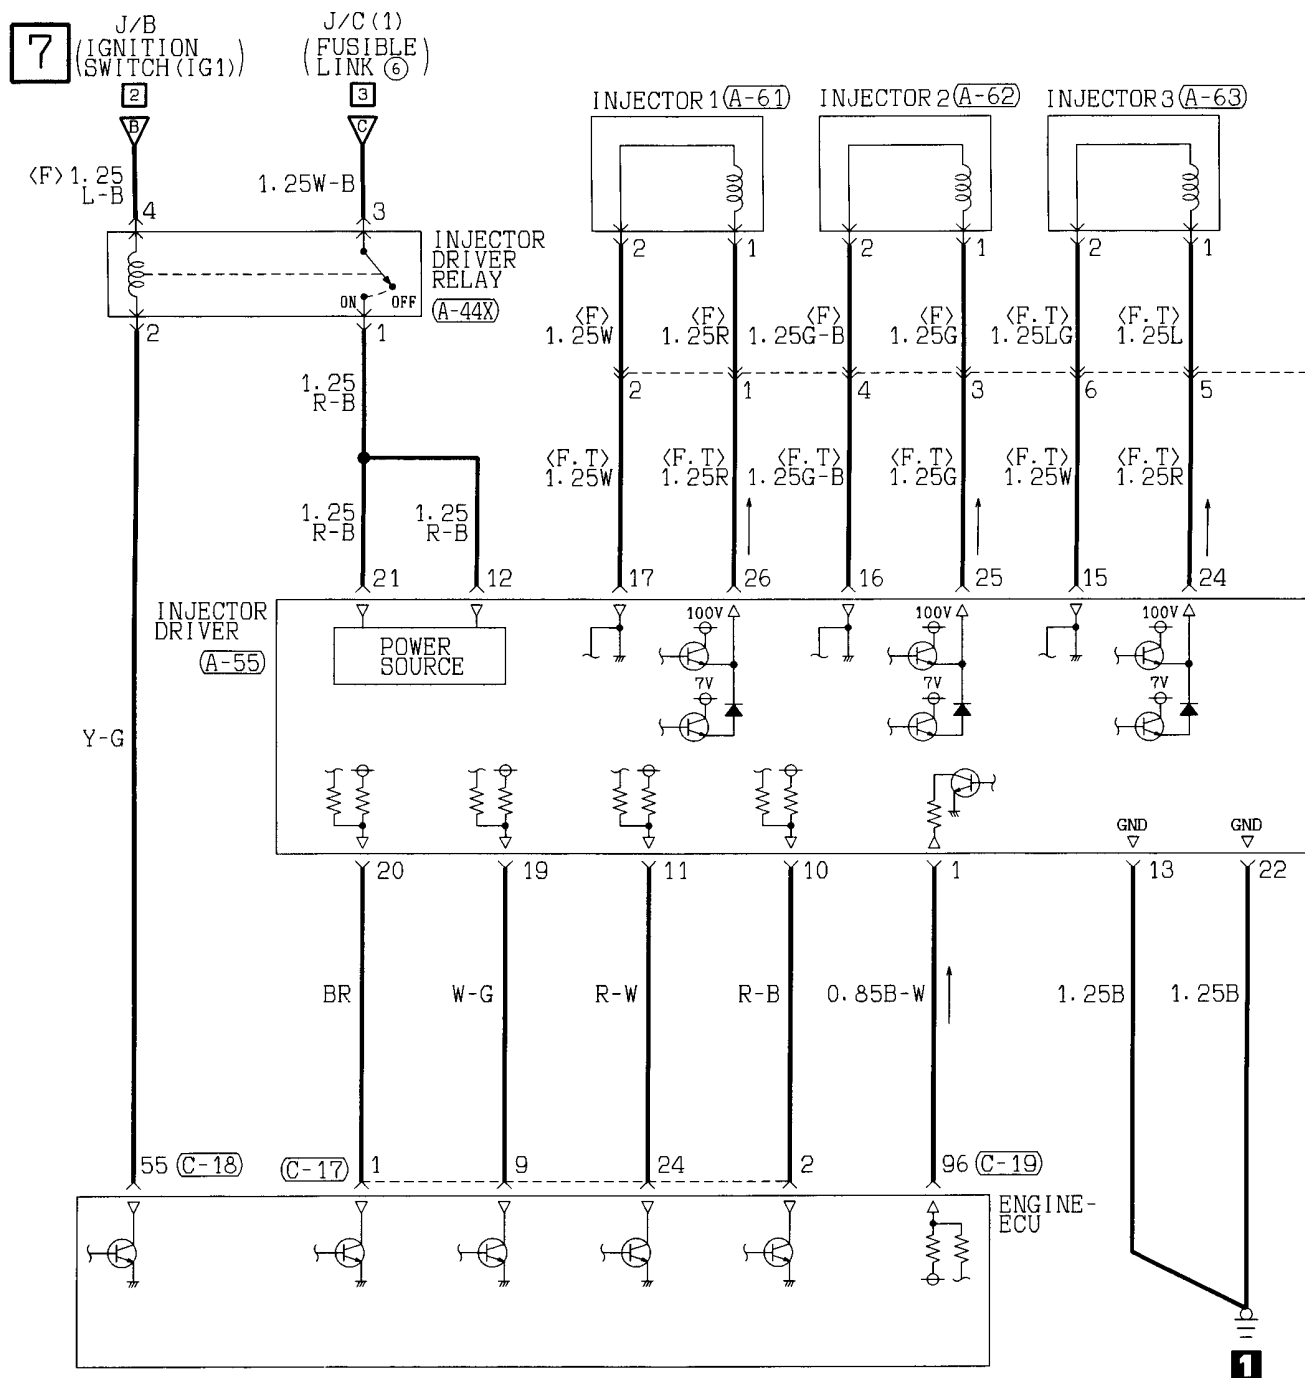 7
J/B
(IGNITION
SWITCH(IG1))
J/C(1)
(FUSIBLE
LINK ⑥)
2
3
B
C
<F>1.25
L-B
1.25W-B
4
3
INJECTOR
DRIVER
RELAY
A-44X
ON
OFF
2
1
INJECTOR 1 A-61
INJECTOR 2 A-62
INJECTOR 3 A-63
2
1
2
1
2
1
<F>
1.25W
<F>
1.25R
<F>
1.25G-B
<F>
1.25G
<F.T>
1.25LG
<F.T>
1.25L
2
1
4
3
6
5
1.25
R-B
<F.T>
1.25W
<F.T>
1.25R
<F.T>
1.25G-B
<F.T>
1.25G
<F.T>
1.25W
<F.T>
1.25R
1.25
R-B
1.25
R-B
21
12
17
26
16
25
15
24
INJECTOR
DRIVER
A-55
POWER
SOURCE
100V
7V
100V
7V
100V
7V
Y-G
GND
GND
20
19
11
10
1
13
22
BR
W-G
R-W
R-B
0.85B-W
1.25B
1.25B
55 C-18
C-17 1
9
24
2
96 C-19
ENGINE-
ECU
1